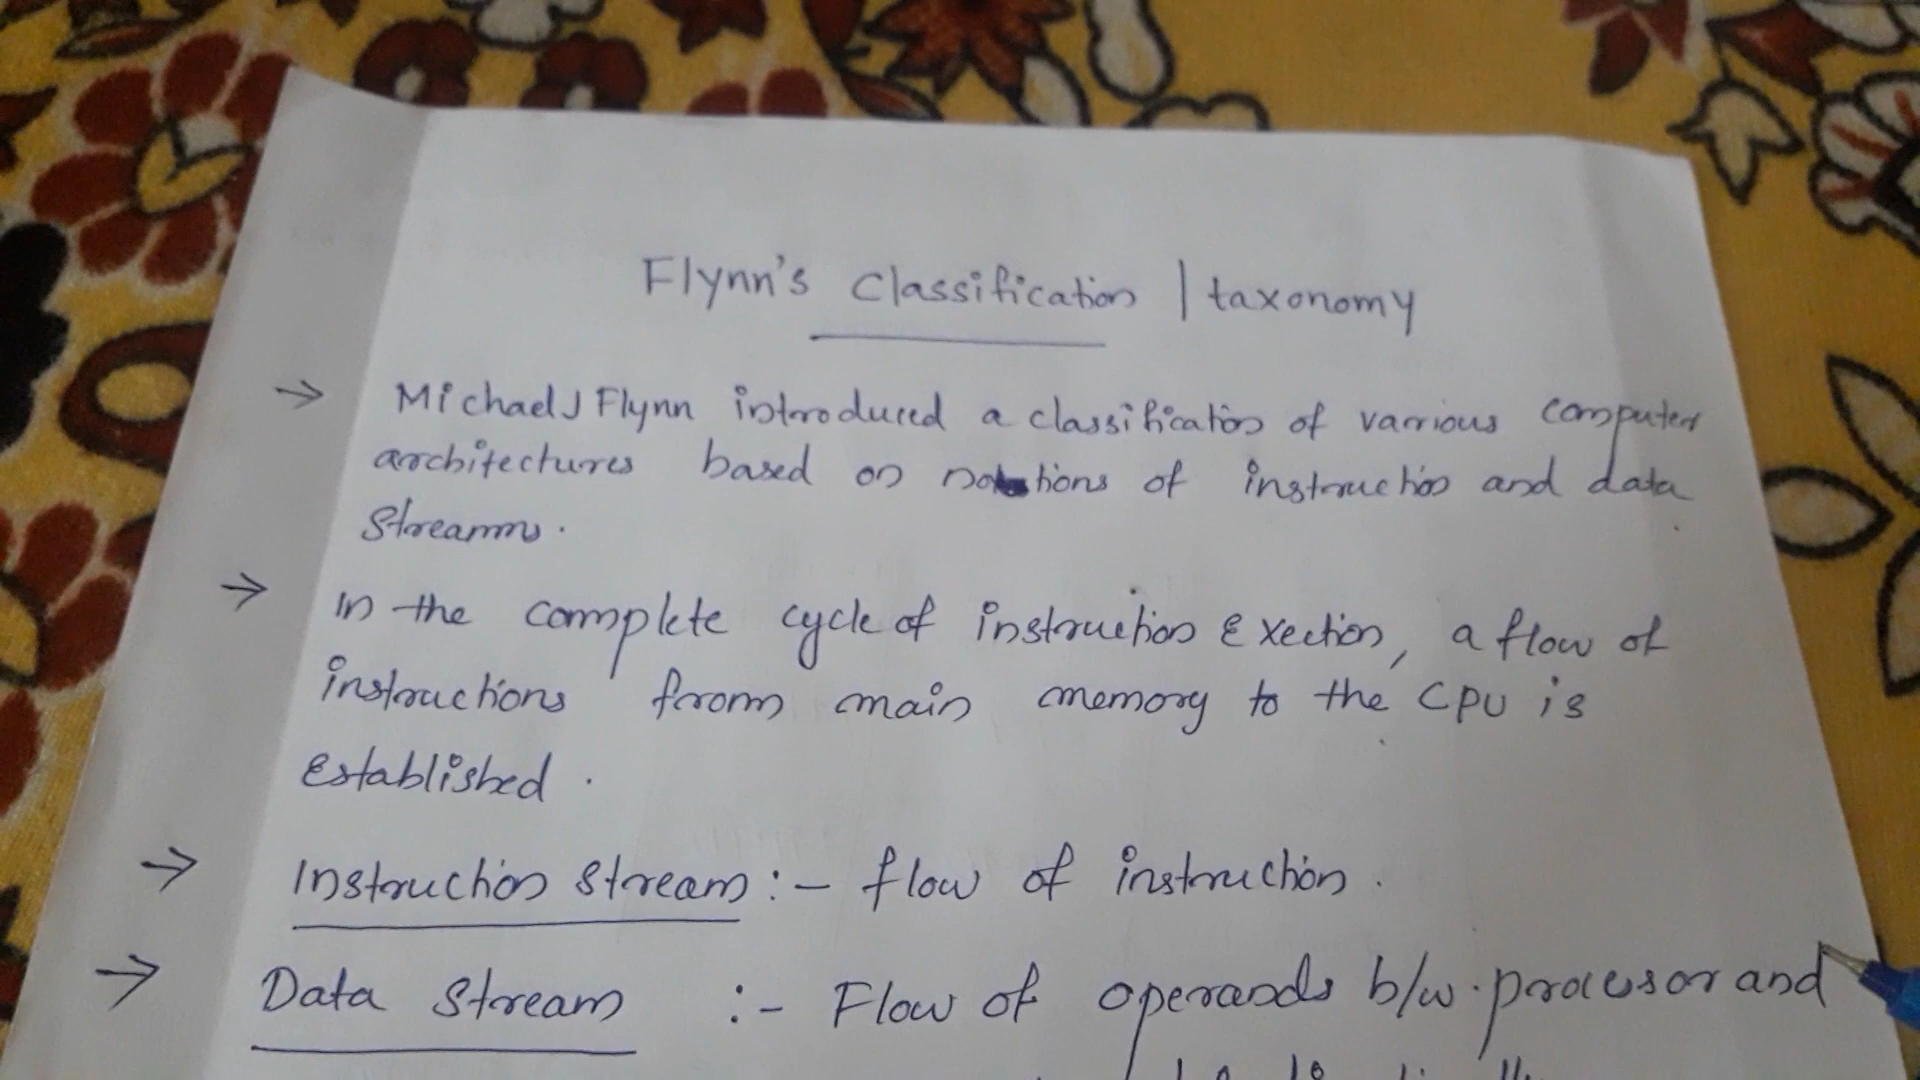 Flynn's Classification | taxonomy
→ Michael J Flynn introduced a classification of various computer
architectures based on notions of instruction and data
Streams.
→ In the complete cycle of instruction Exection, a flow of
instructions from main memory to the CPU is
Established.
→ Instruction Stream :- flow of instruction.
→ Data Stream :- Flow of operands b/w processor and